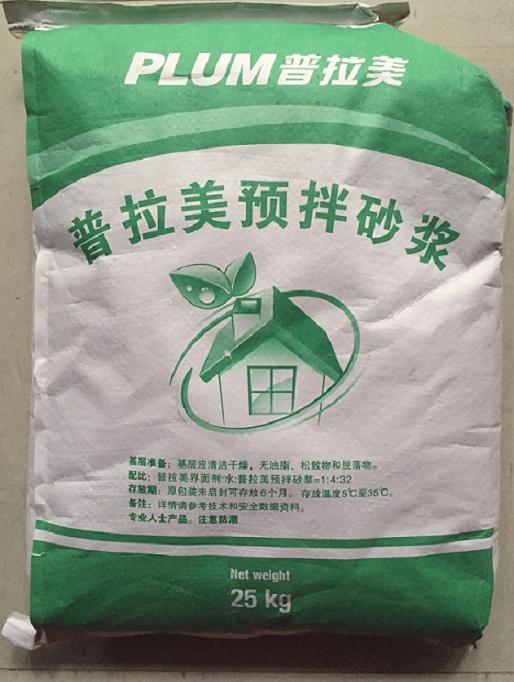 PLUM普拉美
普拉美预拌砂浆
基层准备：基层应清洁干燥，无油脂、松散物和脱落物。
配比：普拉美界面剂:水:普拉美预拌砂浆=1:4:32
存放期：原包装未启封可存放6个月。存放温度5℃至35℃。
备注：详情请参考技术和安全数据资料。
专业人士产品。注意防潮
Net weight
25 kg